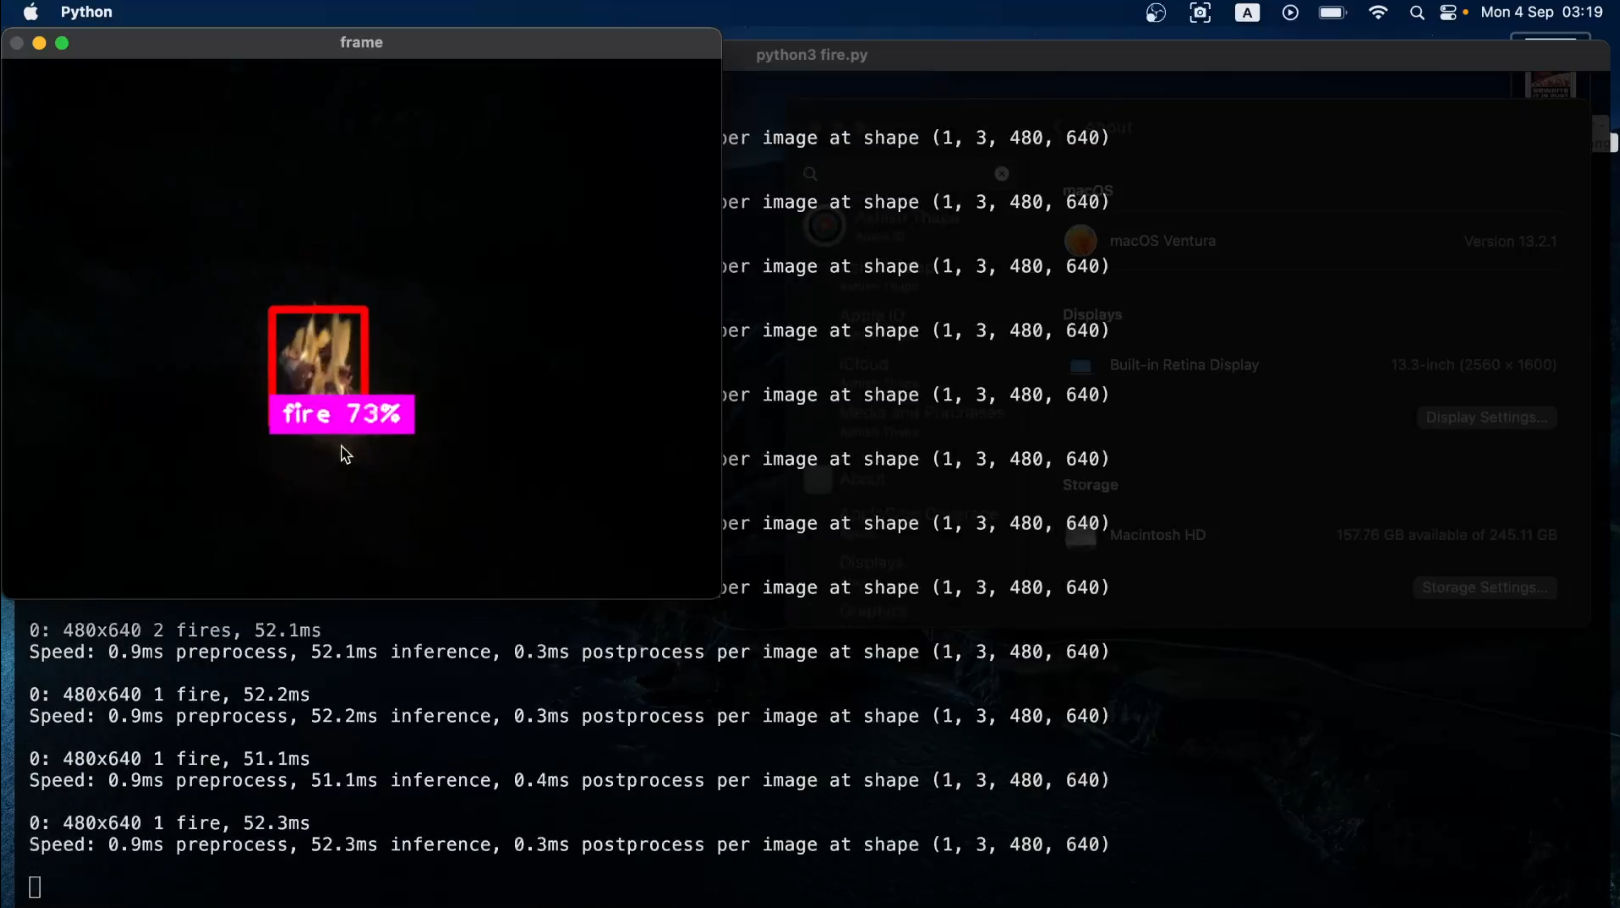 Python
A
Mon 4 Sep 03:19
frame
python3 fire.py
About
per image at shape (1, 3, 480, 640)
macOS
per image at shape (1, 3, 480, 640)
macOS Ventura
Version 13.2.1
per image at shape (1, 3, 480, 640)
Apple ID
Displays
per image at shape (1, 3, 480, 640)
iCloud
Built-in Retina Display
13.3-inch (2560 x 1600)
per image at shape (1, 3, 480, 640)
Media and Purchases
Display Settings...
fire 73%
per image at shape (1, 3, 480, 640)
About
Storage
per image at shape (1, 3, 480, 640)
Macintosh HD
157.76 GB available of 245.11 GB
Displays
per image at shape (1, 3, 480, 640)
Storage Settings...
Graphics
0: 480x640 2 fires, 52.1ms
Speed: 0.9ms preprocess, 52.1ms inference, 0.3ms postprocess per image at shape (1, 3, 480, 640)
0: 480x640 1 fire, 52.2ms
Speed: 0.9ms preprocess, 52.2ms inference, 0.3ms postprocess per image at shape (1, 3, 480, 640)
0: 480x640 1 fire, 51.1ms
Speed: 0.9ms preprocess, 51.1ms inference, 0.4ms postprocess per image at shape (1, 3, 480, 640)
0: 480x640 1 fire, 52.3ms
Speed: 0.9ms preprocess, 52.3ms inference, 0.3ms postprocess per image at shape (1, 3, 480, 640)